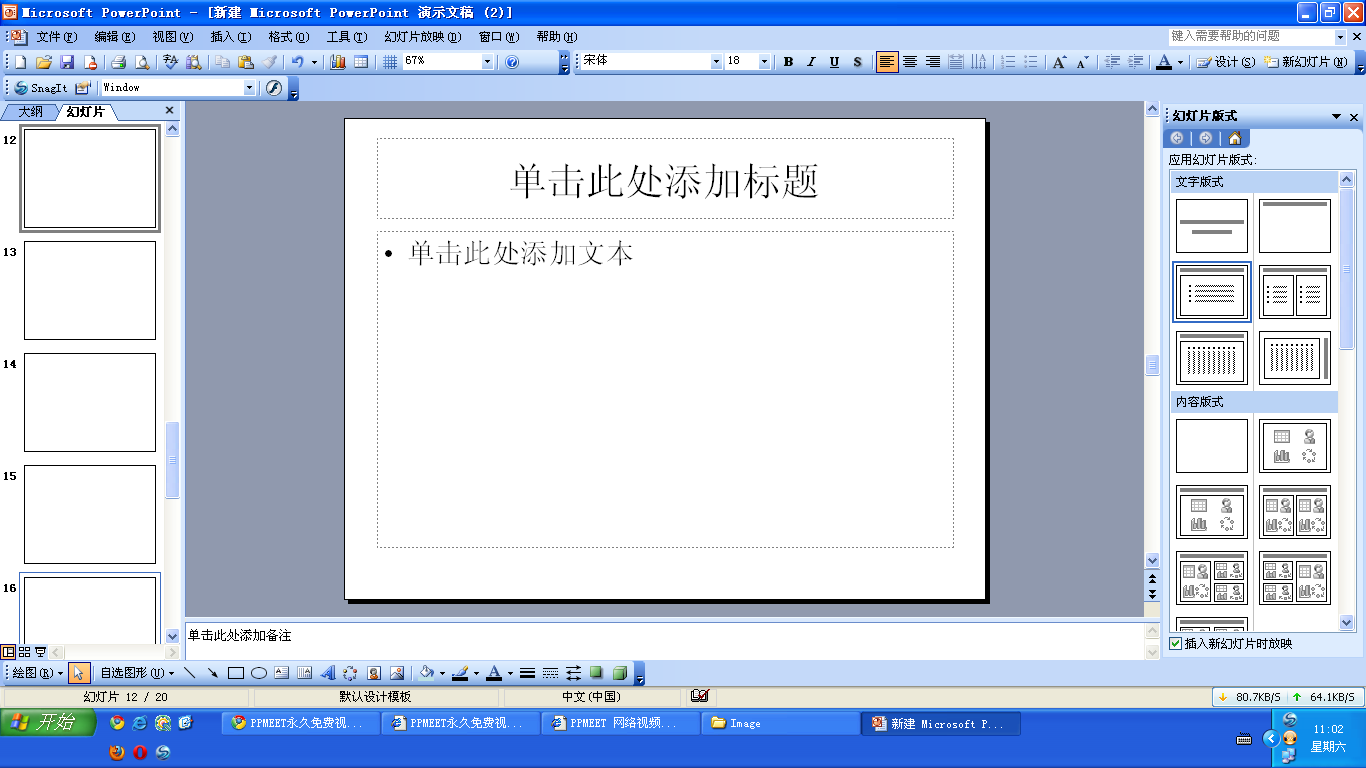 Microsoft PowerPoint - [新建 Microsoft PowerPoint 演示文稿 (2)]
文件(F) 编辑(E) 视图(V) 插入(I) 格式(O) 工具(T) 幻灯片放映(D) 窗口(W) 帮助(H) 键入需要帮助的问题
67% 宋体 18 B I U S A A A 设计(S) 新幻灯片(N)
SnagIt Window
大纲 幻灯片
幻灯片版式
应用幻灯片版式:
文字版式
内容版式
插入新幻灯片时放映
12
13
14
15
16
单击此处添加标题
• 单击此处添加文本
单击此处添加备注
绘图(R) 自选图形(U) A
幻灯片 12 / 20 默认设计模板 中文(中国) 80.7KB/S 64.1KB/S
开始 PPMEET永久免费视... PPMEET永久免费视... PPMEET 网络视频... Image 新建 Microsoft P...
11:02
星期六